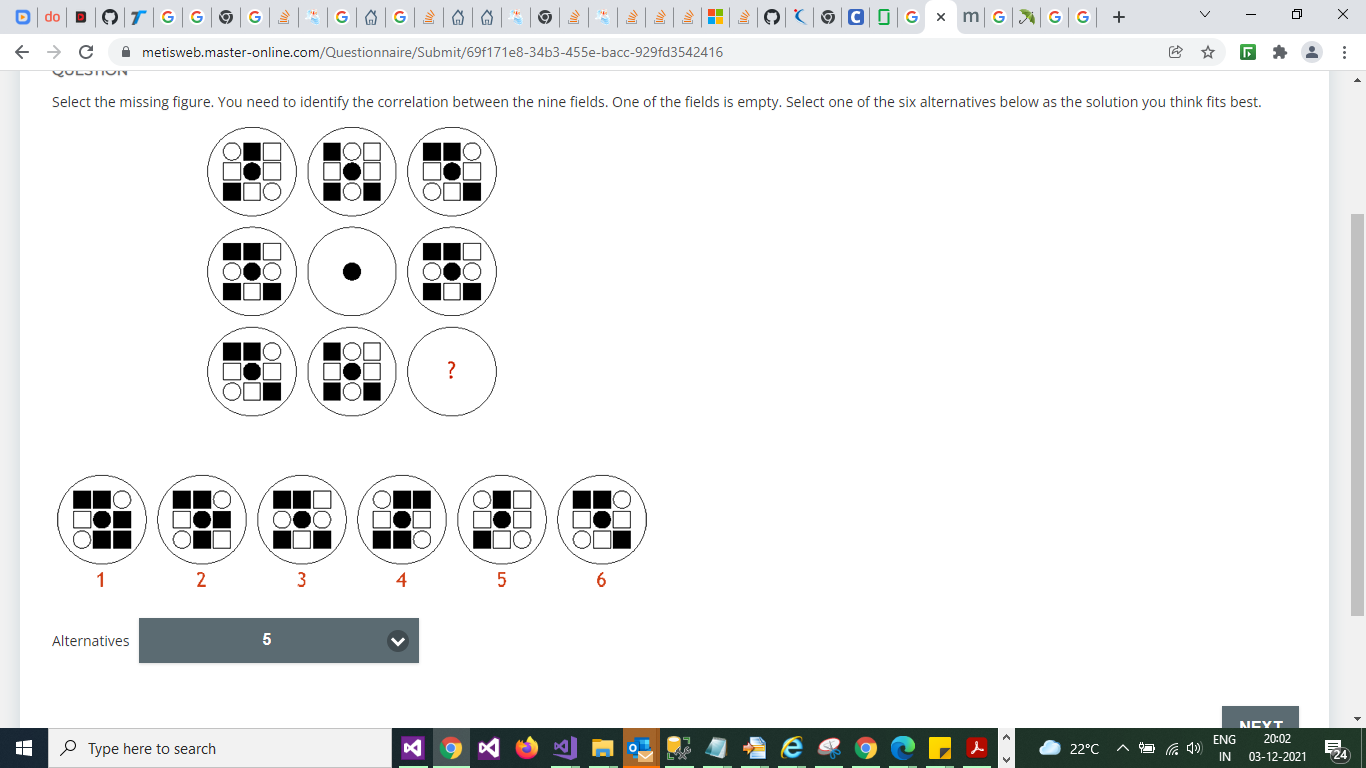 metisweb.master-online.com/Questionnaire/Submit/69f171e8-34b3-455e-bacc-929fd3542416
QUESTION
Select the missing figure. You need to identify the correlation between the nine fields. One of the fields is empty. Select one of the six alternatives below as the solution you think fits best.
?
1 2 3 4 5 6
Alternatives 5
NEXT
Type here to search
22°C
ENG
IN
20:02
03-12-2021
24